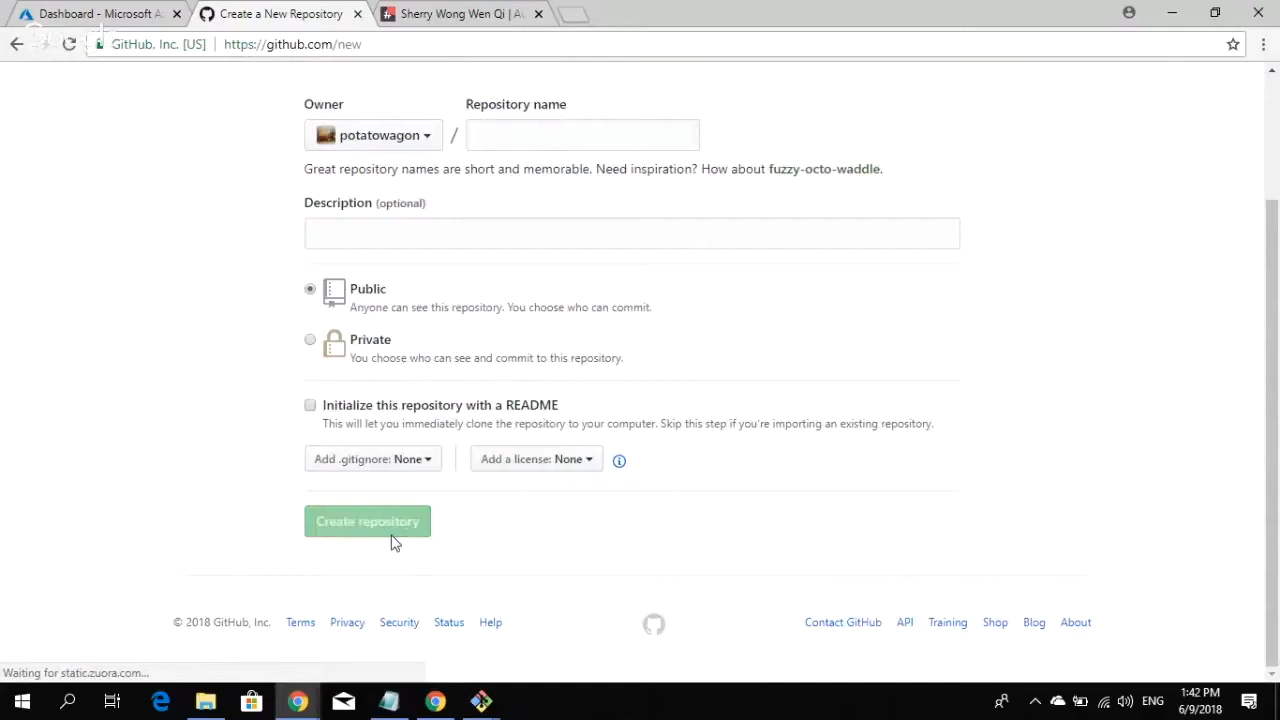 Dashboard - Microsoft A
Create a New Repository
Sherry Wong Wen Qi | A
GitHub, Inc. [US]
https://github.com/new
Owner
Repository name
potatowagon
/
Great repository names are short and memorable. Need inspiration? How about fuzzy-octo-waddle.
Description (optional)
Public
Anyone can see this repository. You choose who can commit.
Private
You choose who can see and commit to this repository.
Initialize this repository with a README
This will let you immediately clone the repository to your computer. Skip this step if you're importing an existing repository.
Add .gitignore: None
Add a license: None
Create repository
© 2018 GitHub, Inc. Terms Privacy Security Status Help
Contact GitHub API Training Shop Blog About
Waiting for static.zuora.com...
ENG
1:42 PM
6/9/2018